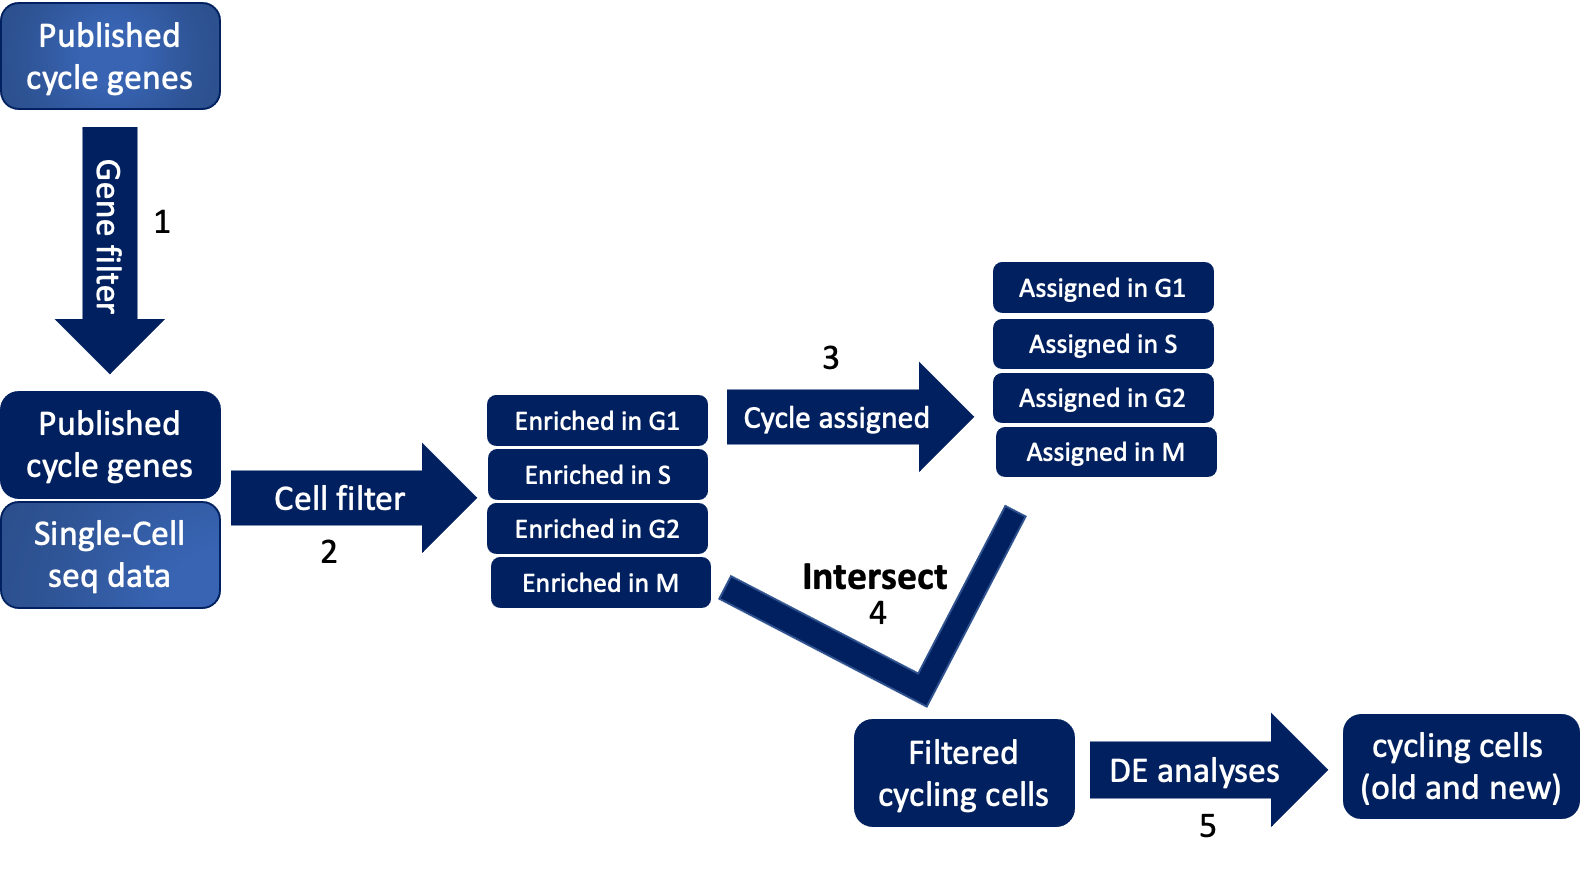 Published
cycle genes
Gene filter
1
Published
cycle genes
Single-Cell
seq data
Cell filter
2
Enriched in G1
Enriched in S
Enriched in G2
Enriched in M
3
Cycle assigned
Assigned in G1
Assigned in S
Assigned in G2
Assigned in M
Intersect
4
Filtered
cycling cells
DE analyses
5
cycling cells
(old and new)